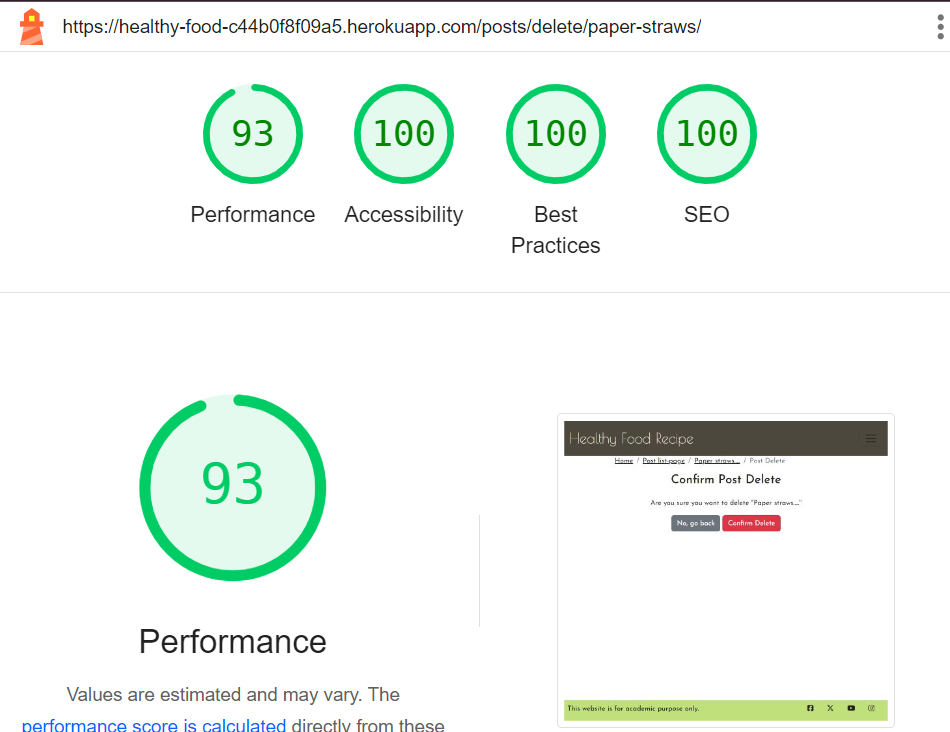 https://healthy-food-c44b0f8f09a5.herokuapp.com/posts/delete/paper-straws/
93
100
100
100
Performance
Accessibility
Best
Practices
SEO
93
Performance
Values are estimated and may vary. The
performance score is calculated directly from these
Healthy Food Recipe
Home / Post list-page / Paper straws... / Post Delete
Confirm Post Delete
Are you sure you want to delete "Paper straws...."
No, go back
Confirm Delete
This website is for academic purpose only.